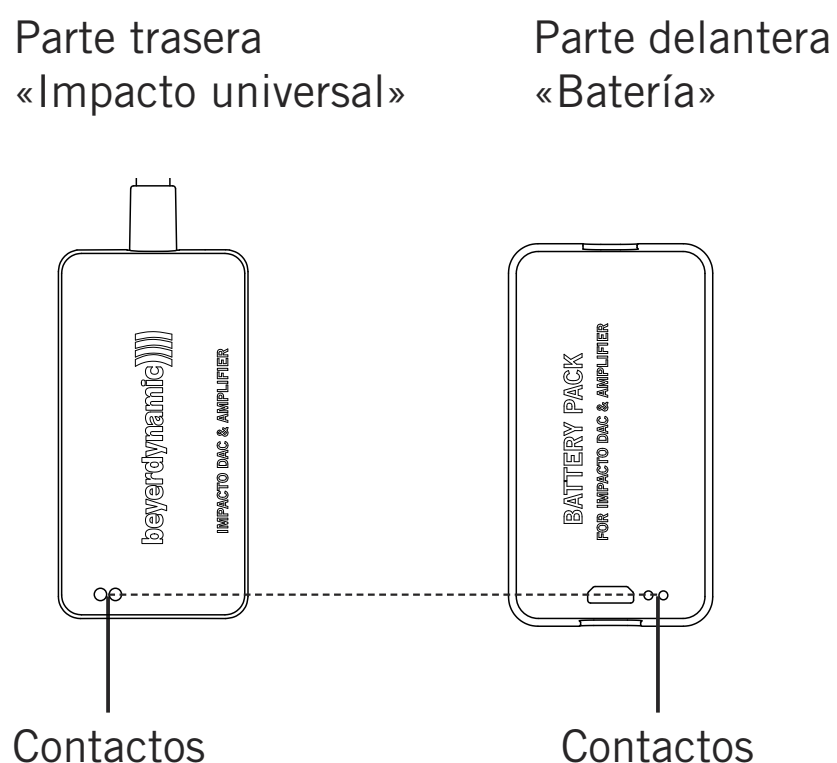 Parte trasera
«Impacto universal»
Parte delantera
«Batería»
beyerdynamic
IMPACTO DAC & AMPLIFIER
BATTERY PACK
FOR IMPACTO DAC & AMPLIFIER
Contactos
Contactos